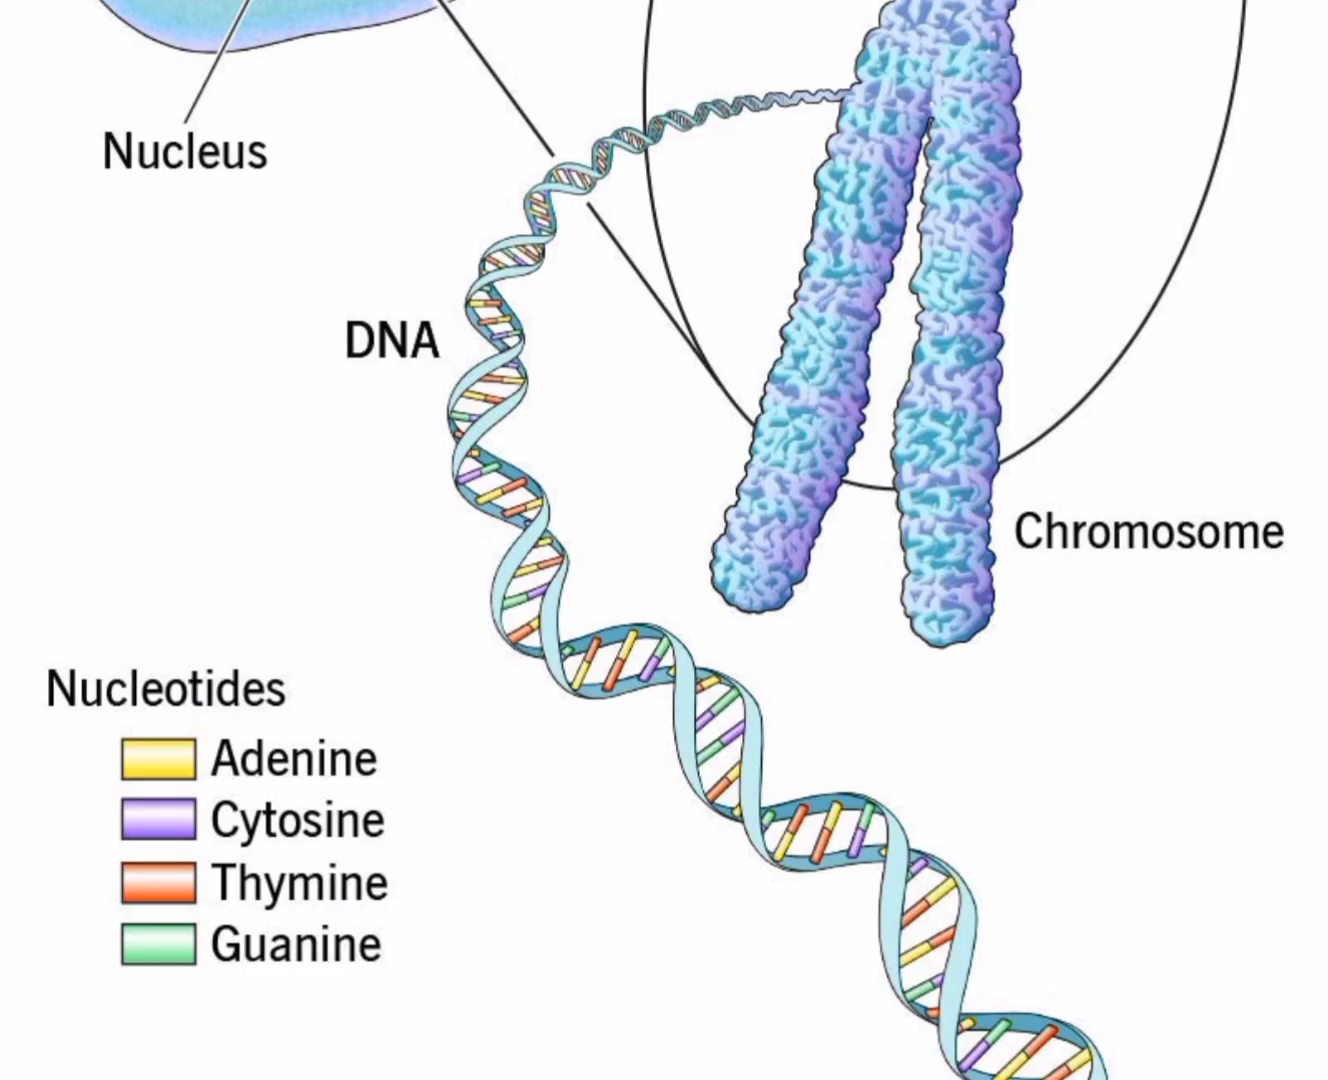 Nucleus
DNA
Chromosome
Nucleotides
Adenine
Cytosine
Thymine
Guanine